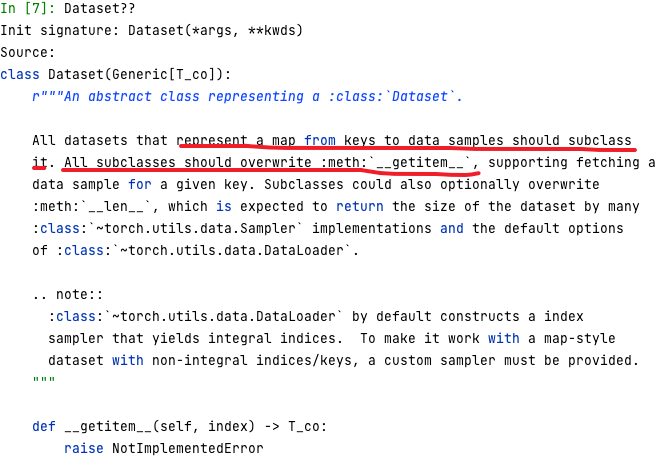 In [7]: Dataset??
Init signature: Dataset(*args, **kwds)
Source:
class Dataset(Generic[T_co]):
    r"""An abstract class representing a :class:`Dataset`.

    All datasets that represent a map from keys to data samples should subclass
    it. All subclasses should overwrite :meth:`__getitem__`, supporting fetching a
    data sample for a given key. Subclasses could also optionally overwrite
    :meth:`__len__`, which is expected to return the size of the dataset by many
    :class:`~torch.utils.data.Sampler` implementations and the default options
    of :class:`~torch.utils.data.DataLoader`.

    .. note::
      :class:`~torch.utils.data.DataLoader` by default constructs a index
      sampler that yields integral indices.  To make it work with a map-style
      dataset with non-integral indices/keys, a custom sampler must be provided.
    """

    def __getitem__(self, index) -> T_co:
        raise NotImplementedError